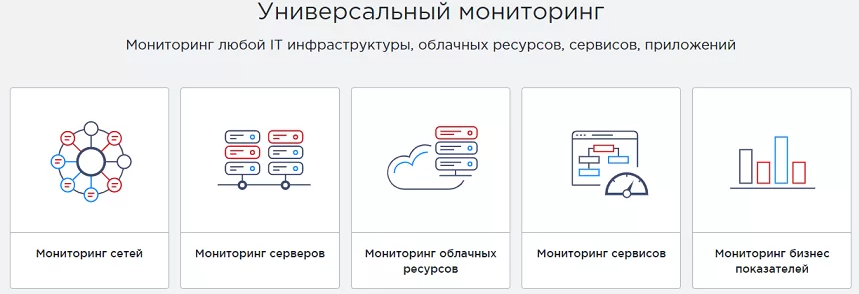 Универсальный мониторинг
Мониторинг любой IT инфраструктуры, облачных ресурсов, сервисов, приложений
Мониторинг сетей
Мониторинг серверов
Мониторинг облачных
ресурсов
Мониторинг сервисов
Мониторинг бизнес
показателей